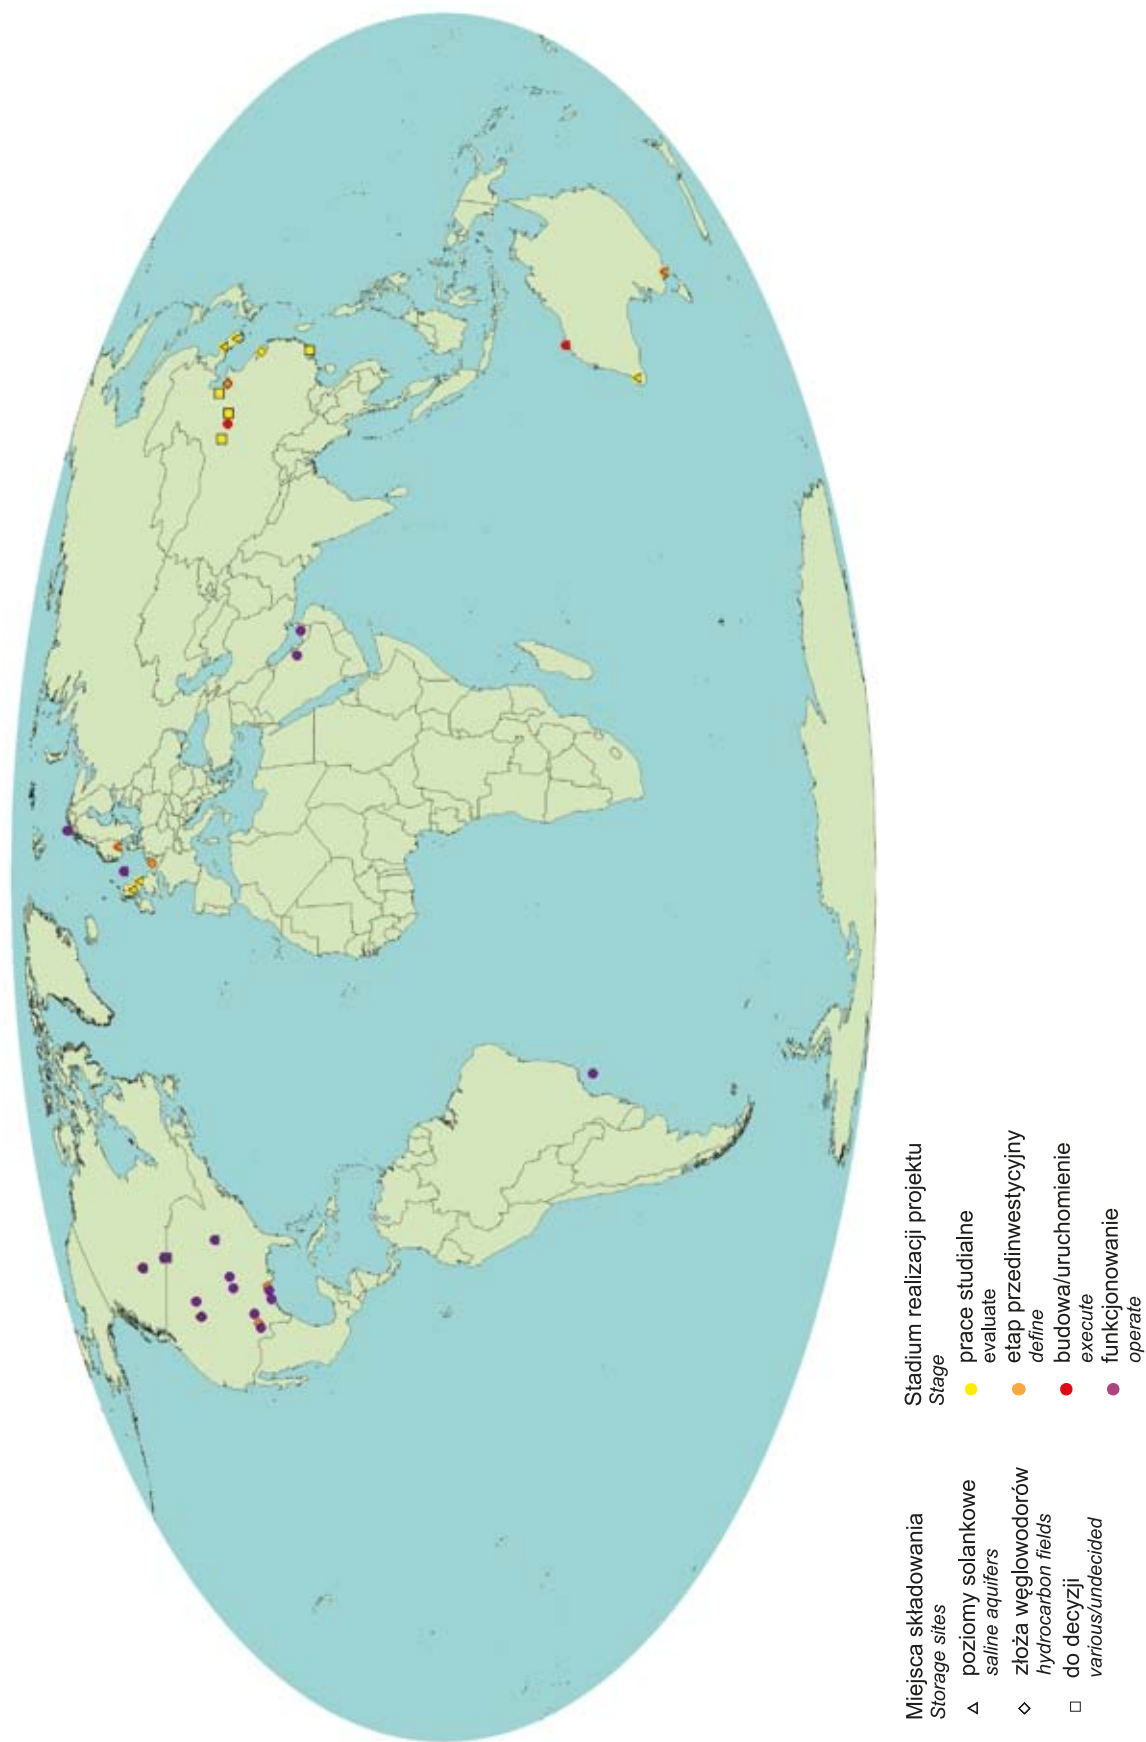 Miejsca składowania
Storage sites
poziomy solankowe
saline aquifers
złoża węglowodorów
hydrocarbon fields
do decyzji
various/undecided
Stadium realizacji projektu
Stage
prace studialne
evaluate
etap przedinwestycyjny
define
budowa/uruchomienie
execute
funkcjonowanie
operate